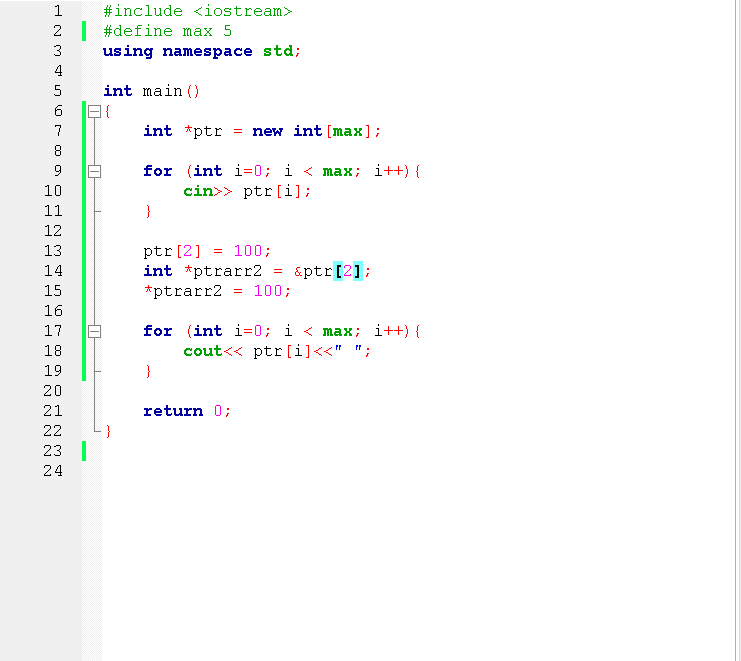 1 #include <iostream>
2 #define max 5
3 using namespace std;
4
5 int main()
6 {
7 int *ptr = new int[max];
8
9 for (int i=0; i < max; i++){
10 cin>> ptr[i];
11 }
12
13 ptr[2] = 100;
14 int *ptrarr2 = &ptr[2];
15 *ptrarr2 = 100;
16
17 for (int i=0; i < max; i++){
18 cout<< ptr[i]<<" ";
19 }
20
21 return 0;
22 }
23
24